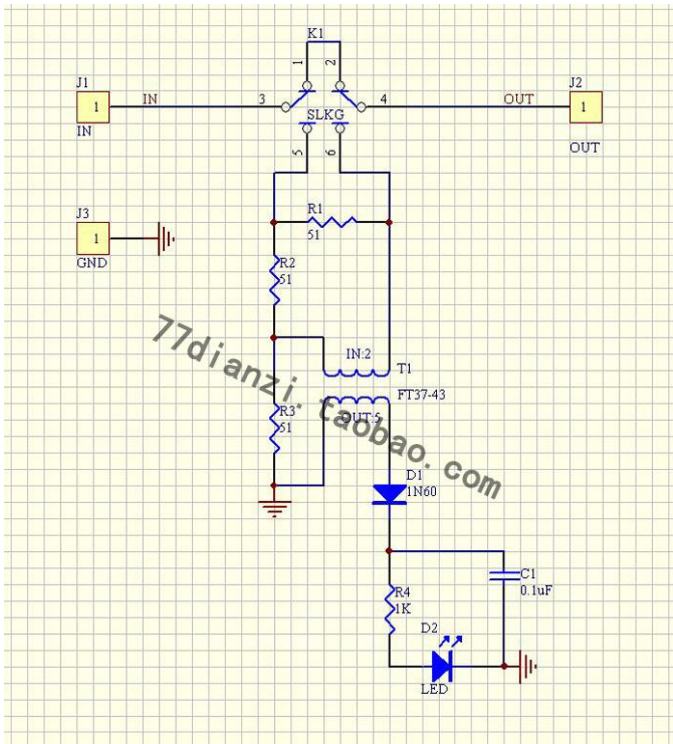 K1
1
2
J1
1
IN
IN
3
4
OUT
J2
1
OUT
SLKG
5
6
R1
51
J3
1
GND
R2
51
IN:2
T1
FT37-43
OUT:5
R3
51
77dianzi.taobao.com
D1
1N60
C1
0.1uF
R4
1K
D2
LED